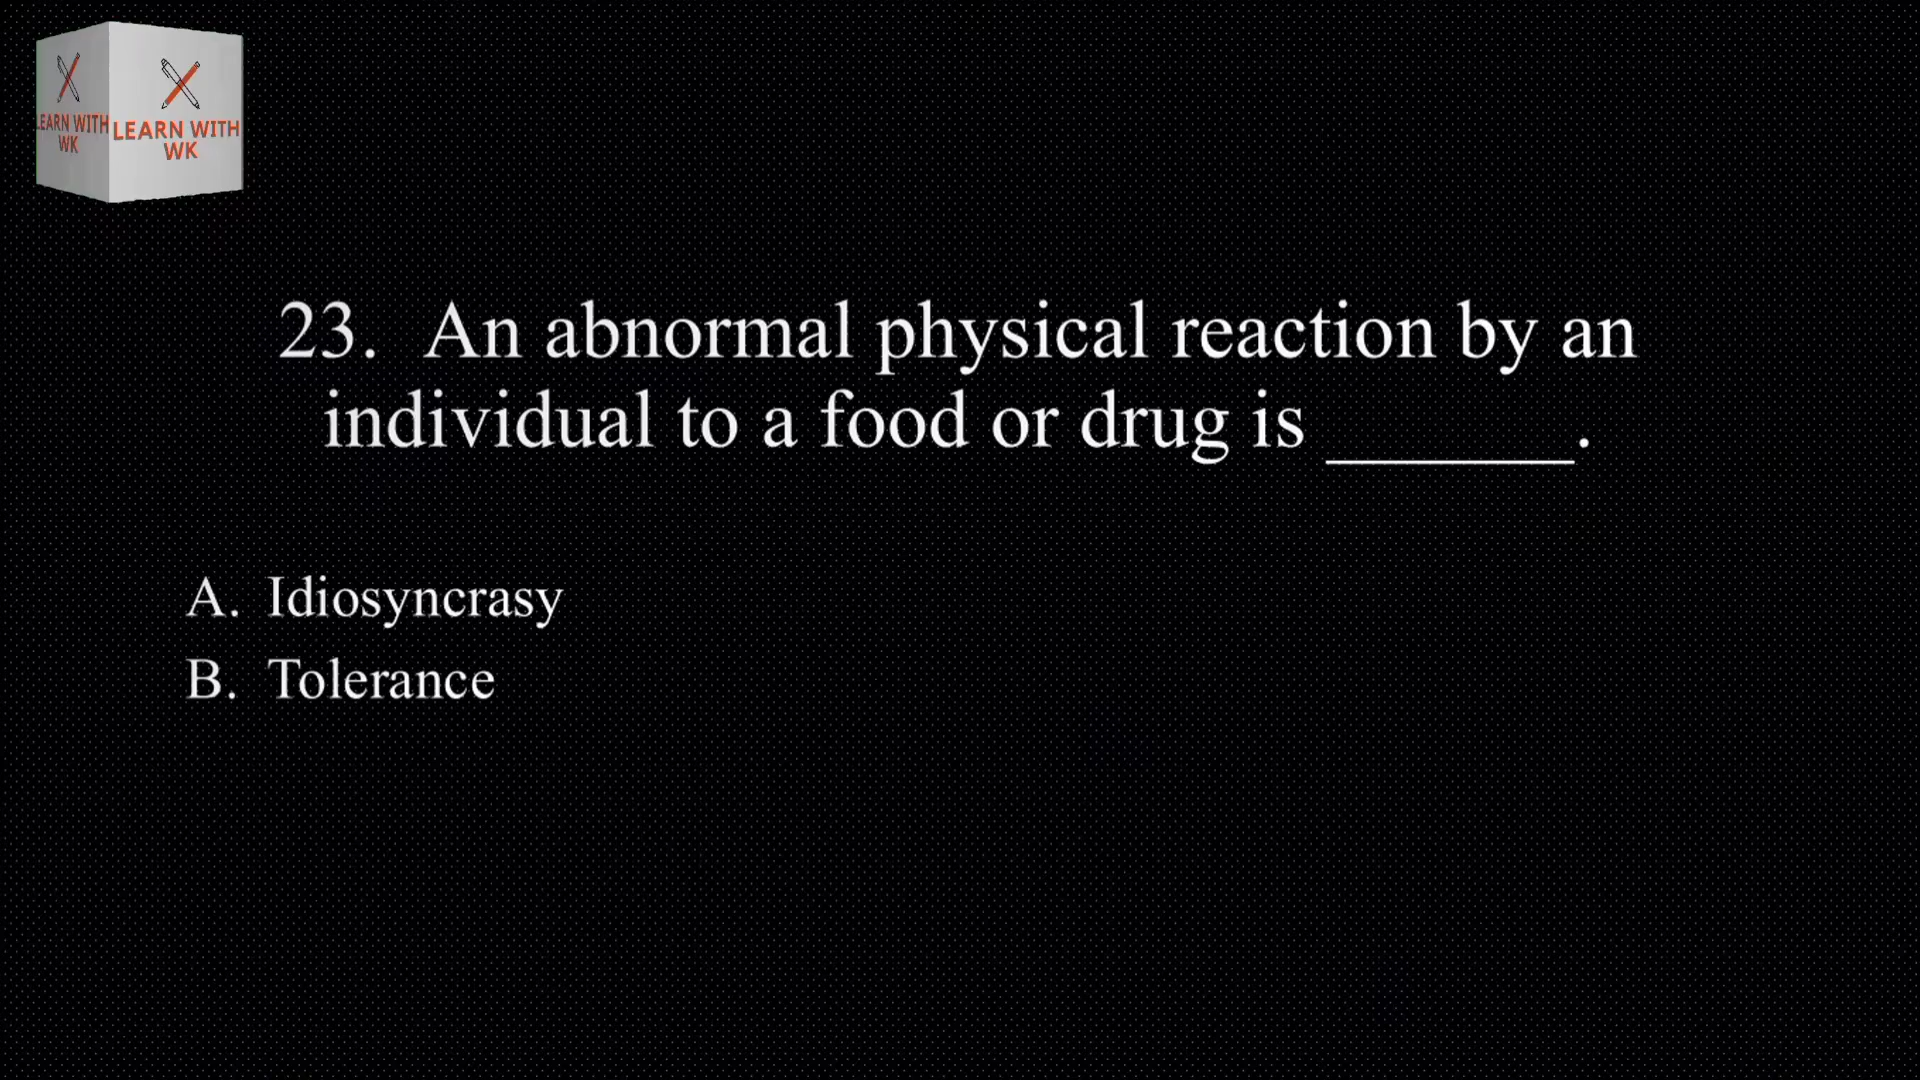 LEARN WITH
WK
LEARN WITH
WK
23. An abnormal physical reaction by an
individual to a food or drug is _______.
A. Idiosyncrasy
B. Tolerance